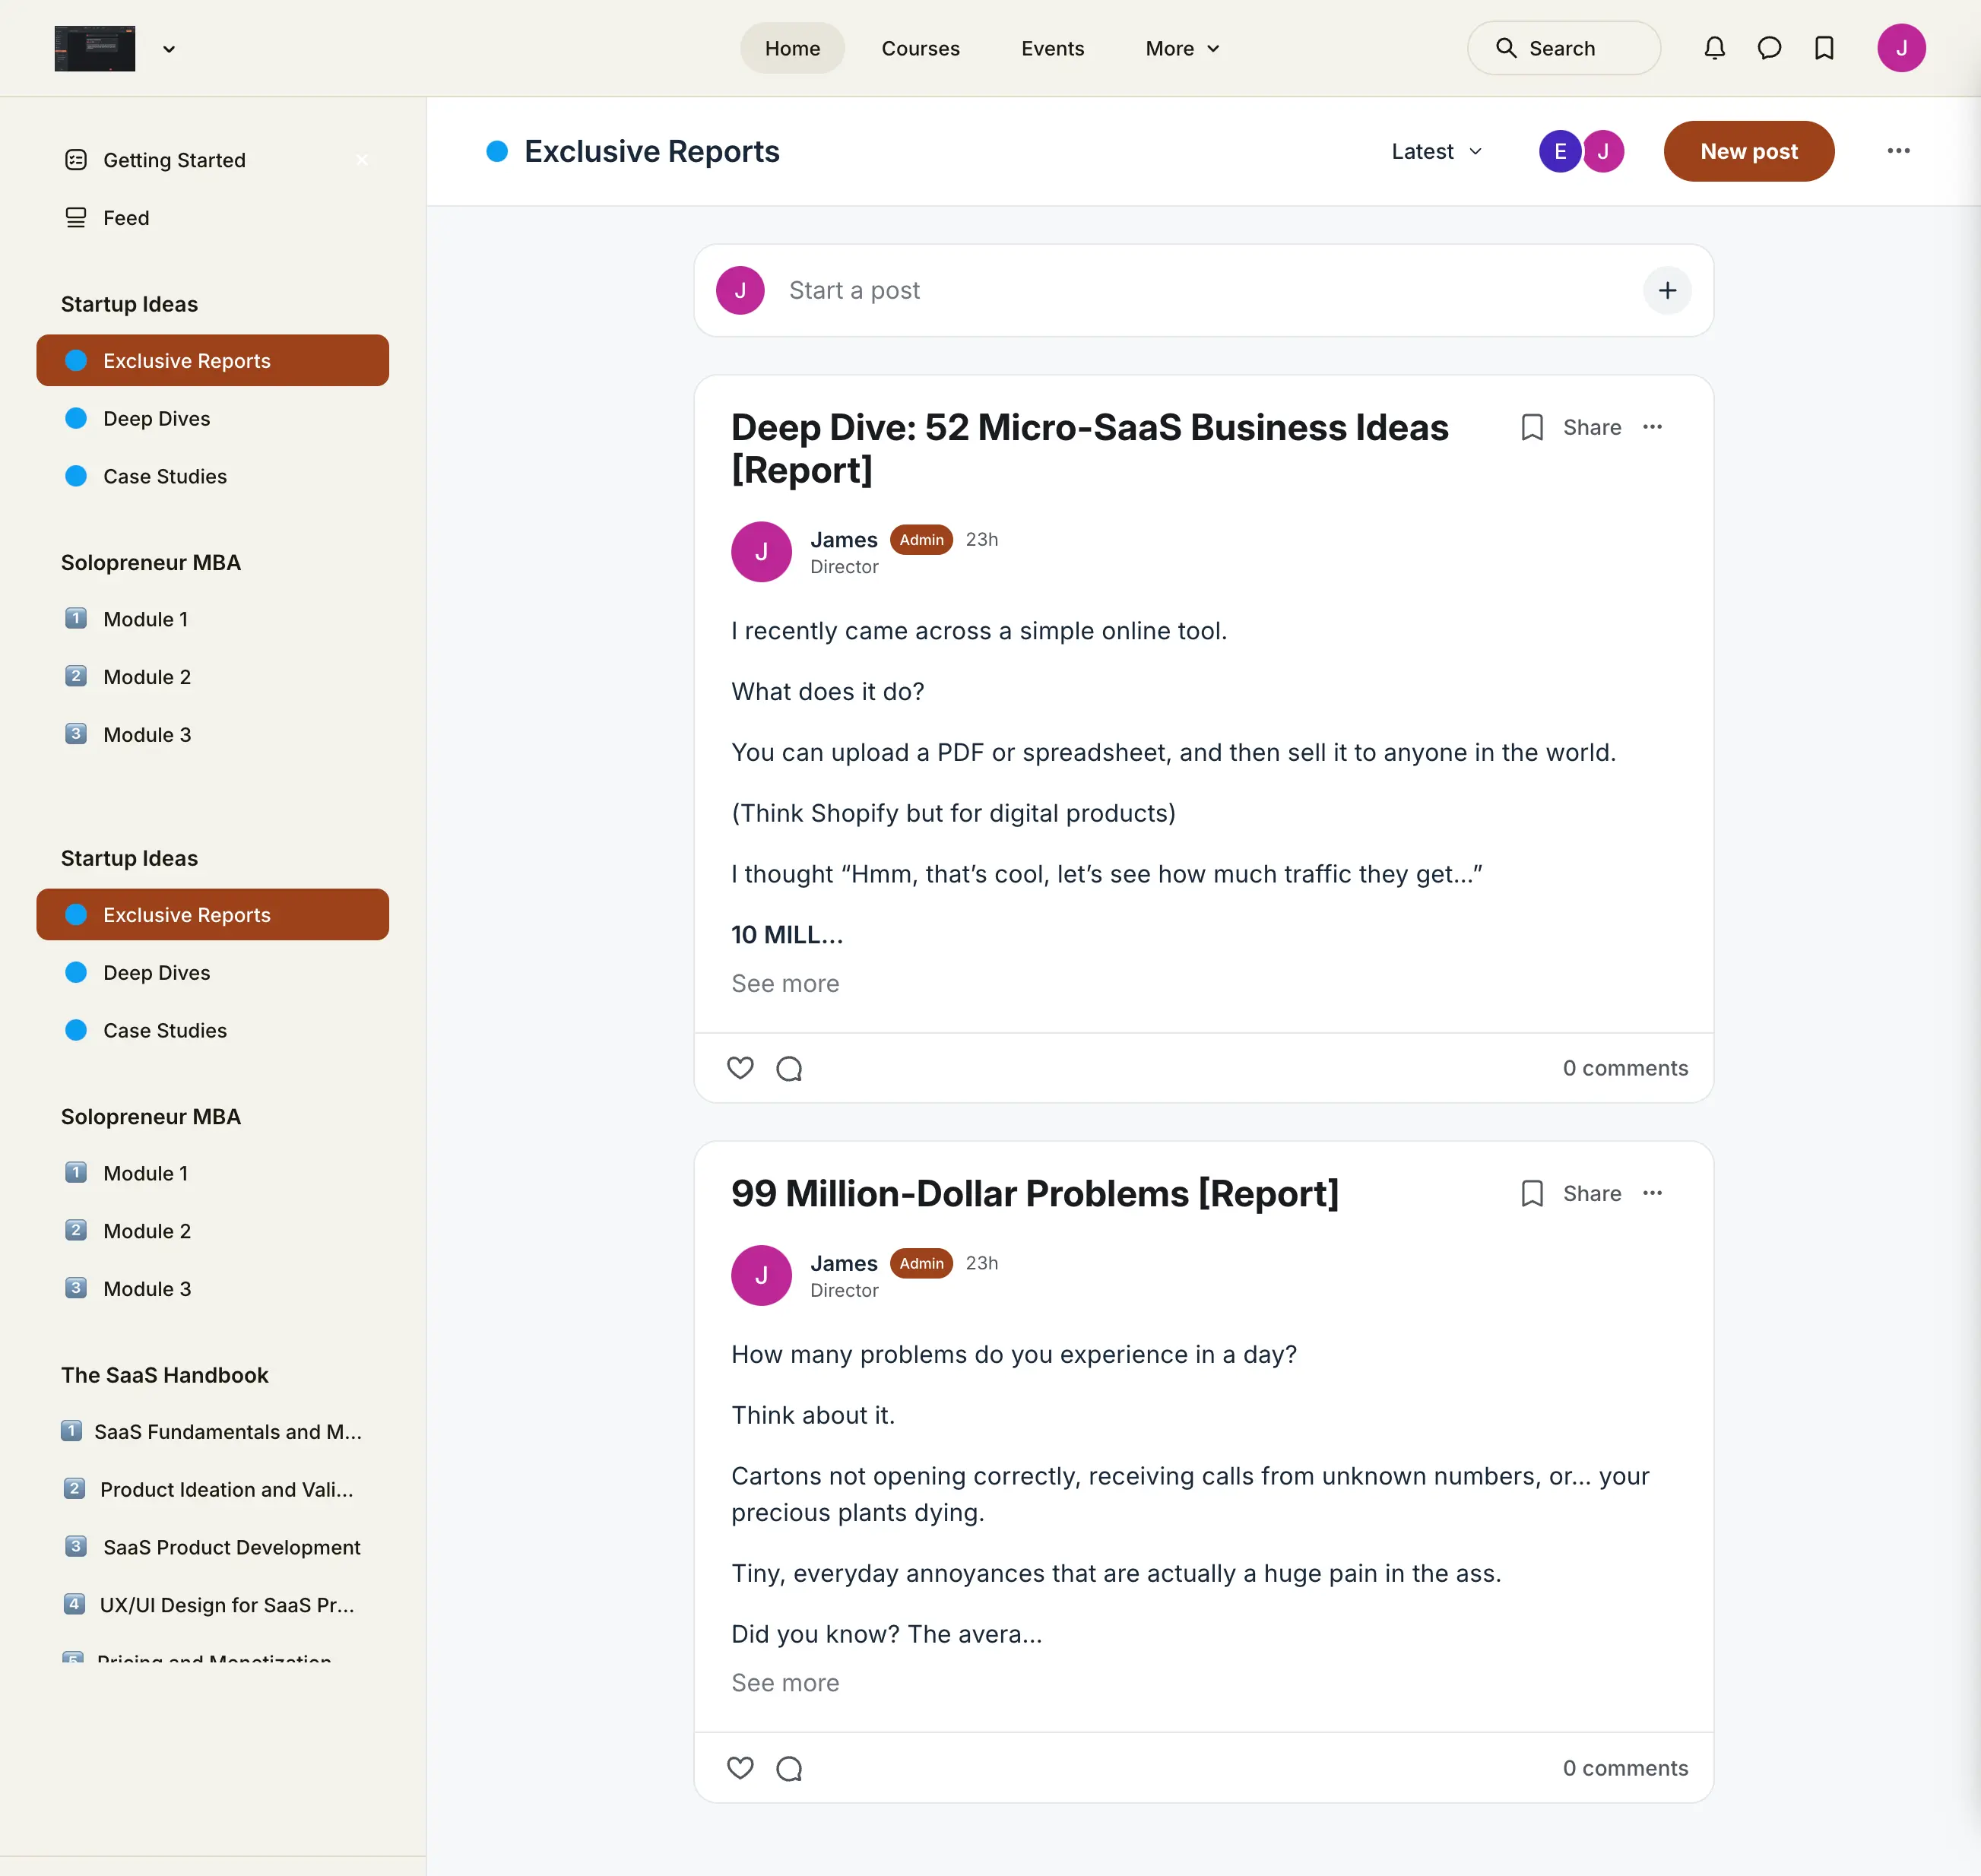 Home
Courses
Events
More
Search
J
Getting Started
Feed
Startup Ideas
Exclusive Reports
Deep Dives
Case Studies
Solopreneur MBA
1 Module 1
2 Module 2
3 Module 3
Startup Ideas
Exclusive Reports
Deep Dives
Case Studies
Solopreneur MBA
1 Module 1
2 Module 2
3 Module 3
The SaaS Handbook
1 SaaS Fundamentals and M...
2 Product Ideation and Vali...
3 SaaS Product Development
4 UX/UI Design for SaaS Pr...
5 Pricing and Monetization
Exclusive Reports
Latest
E J
New post
J
Start a post
Deep Dive: 52 Micro-SaaS Business Ideas
[Report]
Share
J
James Admin 23h
Director
I recently came across a simple online tool.
What does it do?
You can upload a PDF or spreadsheet, and then sell it to anyone in the world.
(Think Shopify but for digital products)
I thought “Hmm, that’s cool, let’s see how much traffic they get...”
10 MILL...
See more
0 comments
99 Million-Dollar Problems [Report]
Share
J
James Admin 23h
Director
How many problems do you experience in a day?
Think about it.
Cartons not opening correctly, receiving calls from unknown numbers, or... your
precious plants dying.
Tiny, everyday annoyances that are actually a huge pain in the ass.
Did you know? The avera...
See more
0 comments